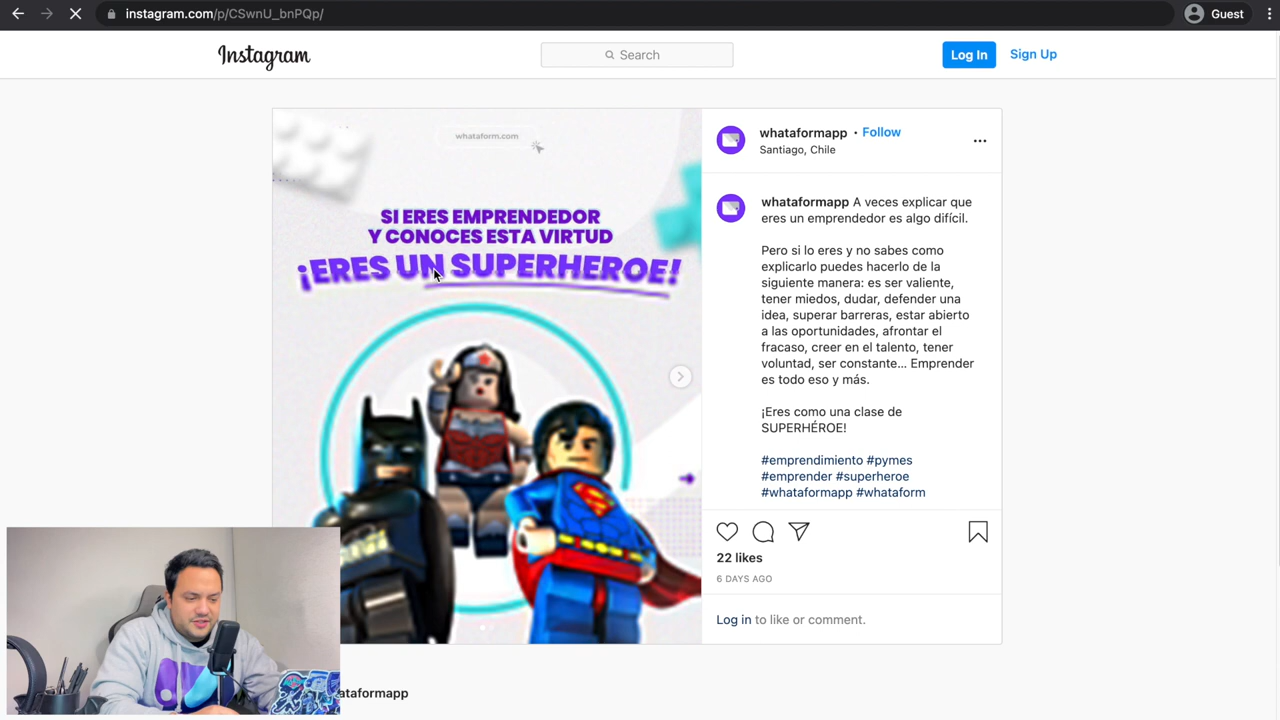 instagram.com/p/CSwnU_bnPQp/
Guest
Instagram
Search
Log In
Sign Up
whataform.com
SI ERES EMPRENDEDOR
Y CONOCES ESTA VIRTUD
¡ERES UN SUPERHEROE!
whataformapp • Follow
Santiago, Chile
whataformapp A veces explicar que
eres un emprendedor es algo difícil.
Pero si lo eres y no sabes como
explicarlo puedes hacerlo de la
siguiente manera: es ser valiente,
tener miedos, dudar, defender una
idea, superar barreras, estar abierto
a las oportunidades, afrontar el
fracaso, creer en el talento, tener
voluntad, ser constante... Emprender
es todo eso y más.
¡Eres como una clase de
SUPERHÉROE!
#emprendimiento #pymes
#emprender #superheroe
#whataformapp #whataform
22 likes
6 DAYS AGO
Log in to like or comment.
ataformapp